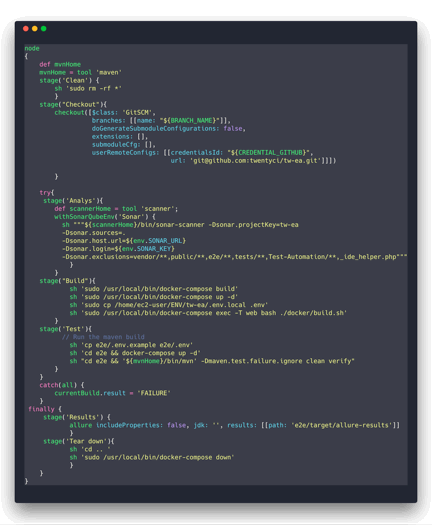 node
{
def mvnHome
mvnHome = tool 'maven'
stage('Clean') {
sh 'sudo rm -rf *'
}
stage("Checkout"){
checkout([$class: 'GitSCM',
branches: [[name: "${BRANCH_NAME}"]],
doGenerateSubmoduleConfigurations: false,
extensions: [],
submoduleCfg: [],
userRemoteConfigs: [[credentialsId: "${CREDENTIAL_GITHUB}",
url: 'git@github.com:twentyci/tw-ea.git']]])
}
try{
stage('Analys'){
def scannerHome = tool 'scanner';
withSonarQubeEnv('Sonar') {
sh """${scannerHome}/bin/sonar-scanner -Dsonar.projectKey=tw-ea
-Dsonar.sources=.
-Dsonar.host.url=${env.SONAR_URL}
-Dsonar.login=${env.SONAR_KEY}
-Dsonar.exclusions=vendor/**,public/**,e2e/**,tests/**,Test-Automation/**,_ide_helper.php"""
}
}
stage("Build"){
sh 'sudo /usr/local/bin/docker-compose build'
sh 'sudo /usr/local/bin/docker-compose up -d'
sh 'sudo cp /home/ec2-user/ENV/tw-ea/.env.local .env'
sh 'sudo /usr/local/bin/docker-compose exec -T web bash ./docker/build.sh'
}
stage('Test'){
// Run the maven build
sh 'cp e2e/.env.example e2e/.env'
sh 'cd e2e && docker-compose up -d'
sh "cd e2e && '${mvnHome}/bin/mvn' -Dmaven.test.failure.ignore clean verify"
}
}
catch(all) {
currentBuild.result = 'FAILURE'
}
finally {
stage('Results') {
allure includeProperties: false, jdk: '', results: [[path: 'e2e/target/allure-results']]
}
stage('Tear down'){
sh 'cd .. '
sh 'sudo /usr/local/bin/docker-compose down'
}
}
}